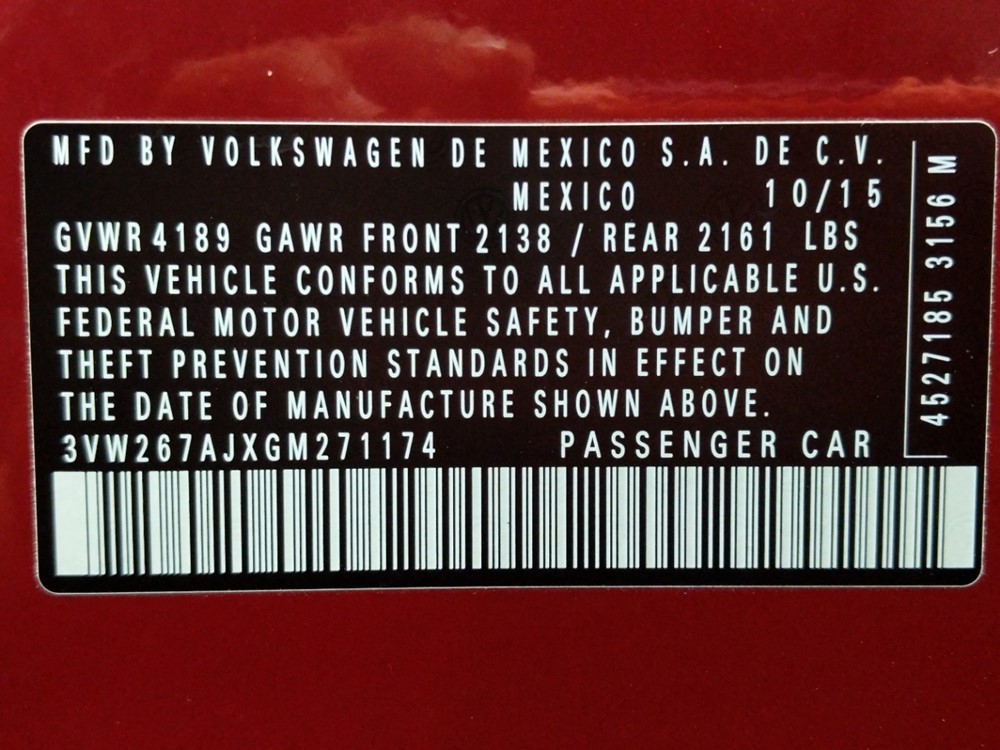 MFD BY VOLKSWAGEN DE MEXICO S.A. DE C.V.
MEXICO 10/15
GVWR 4189 GAWR FRONT 2138 / REAR 2161 LBS
THIS VEHICLE CONFORMS TO ALL APPLICABLE U.S.
FEDERAL MOTOR VEHICLE SAFETY, BUMPER AND
THEFT PREVENTION STANDARDS IN EFFECT ON
THE DATE OF MANUFACTURE SHOWN ABOVE.
3VW267AJXGM271174 PASSENGER CAR
4527185 3156 M